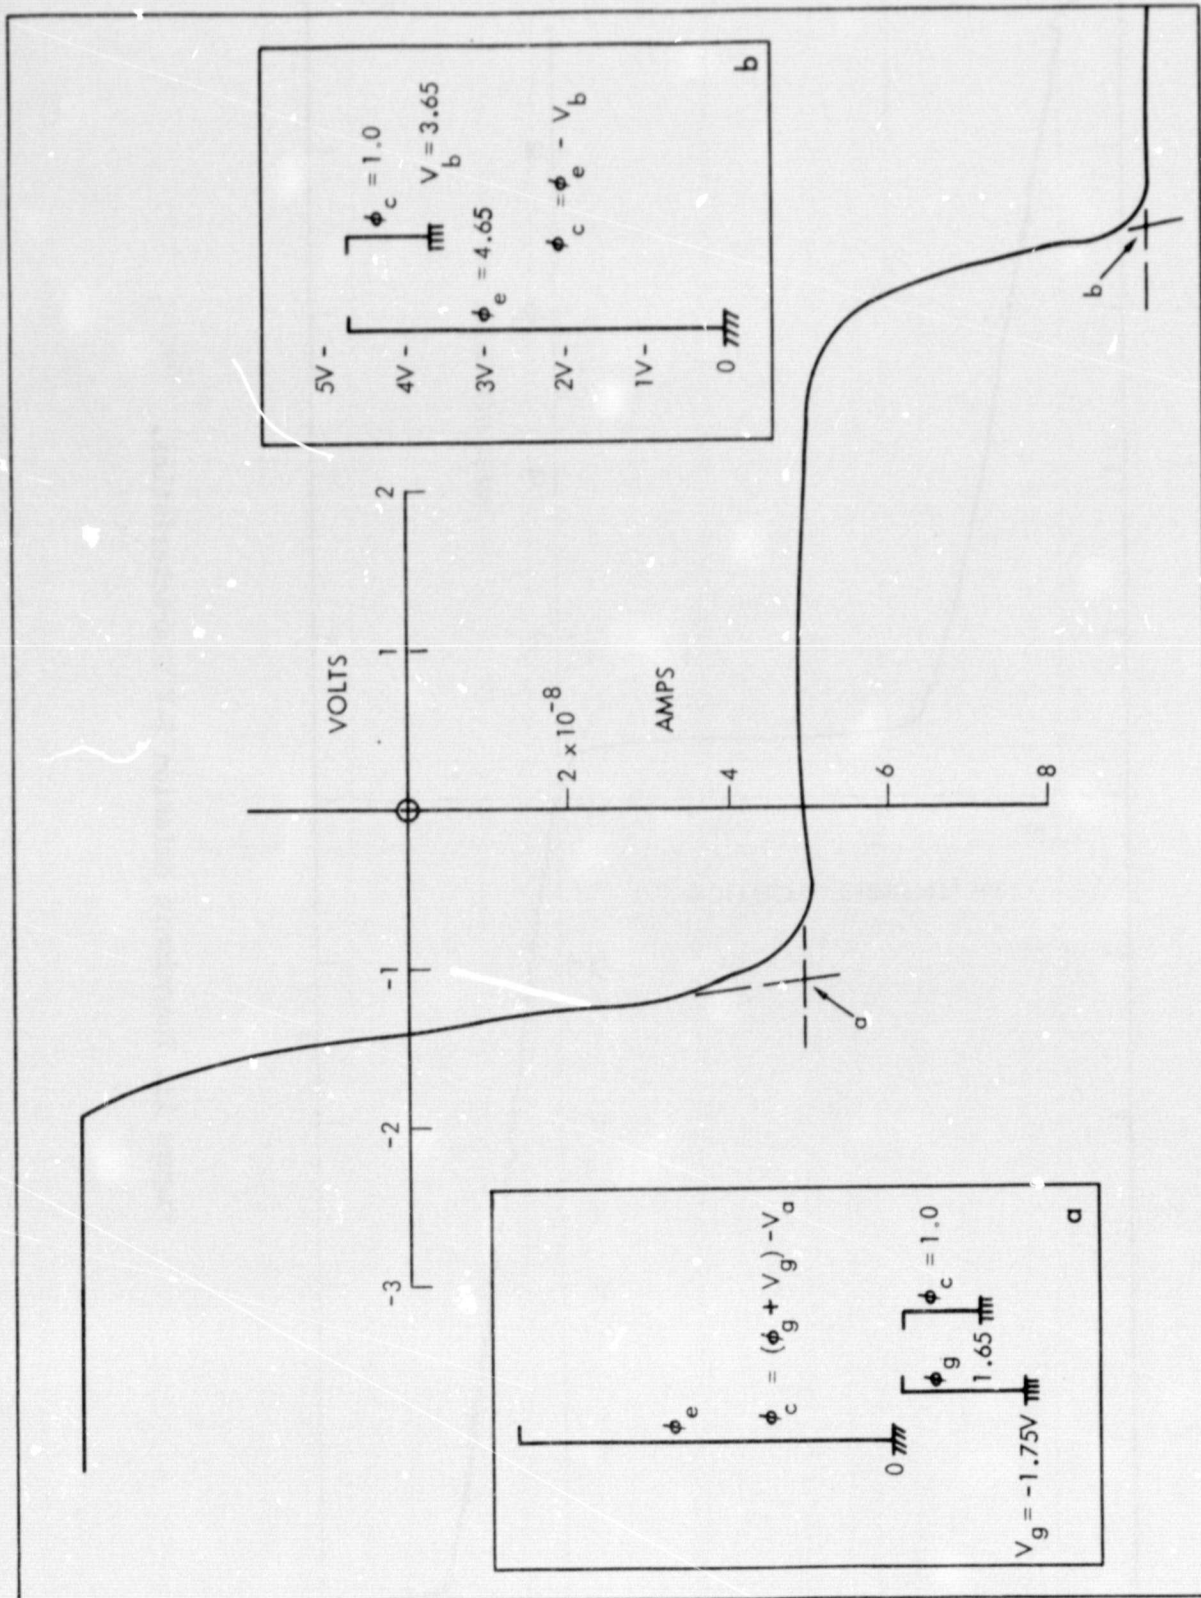 VOLTS
-3
-2
-1
1
2
2 x 10⁻⁸
4
6
8
AMPS
a
b
5V -
4V -
3V -
2V -
1V -
0
ϕc = 1.0
Vb = 3.65
ϕe = 4.65
ϕc = ϕe - Vb
b
ϕe
ϕc = (ϕg + Vg) -Va
0
ϕg
1.65
ϕc = 1.0
Vg = -1.75V
a